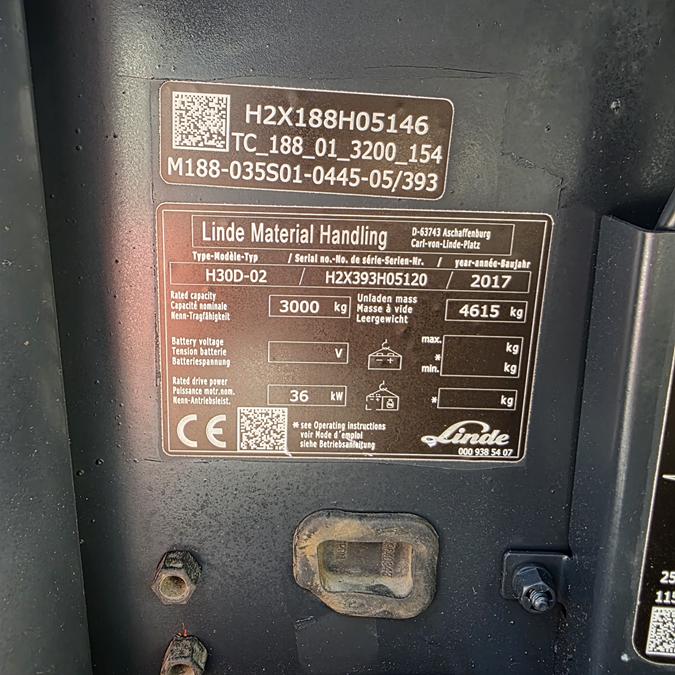 H2X188H05146
TC_188_01_3200_154
M188-035S01-0445-05/393
Linde Material Handling
D-63743 Aschaffenburg
Carl-von-Linde-Platz
Type-Modèle-Typ / Serial no.-No. de série-Serien-Nr. / year-année-Baujahr
H30D-02 / H2X393H05120 / 2017
Rated capacity
Capacité nominale
Nenn-Tragfähigkeit
3000 kg
Unladen mass
Masse à vide
Leergewicht
4615 kg
Battery voltage
Tension batterie
Batteriespannung
V
- +
max.
*
min.
kg
kg
Rated drive power
Puissance motr.nom.
Nenn-Antriebsleist.
36 kW
* kg
CE
* see Operating instructions
voir Mode d'emploi
siehe Betriebsanleitung
Linde
000 938 54 07
25
115